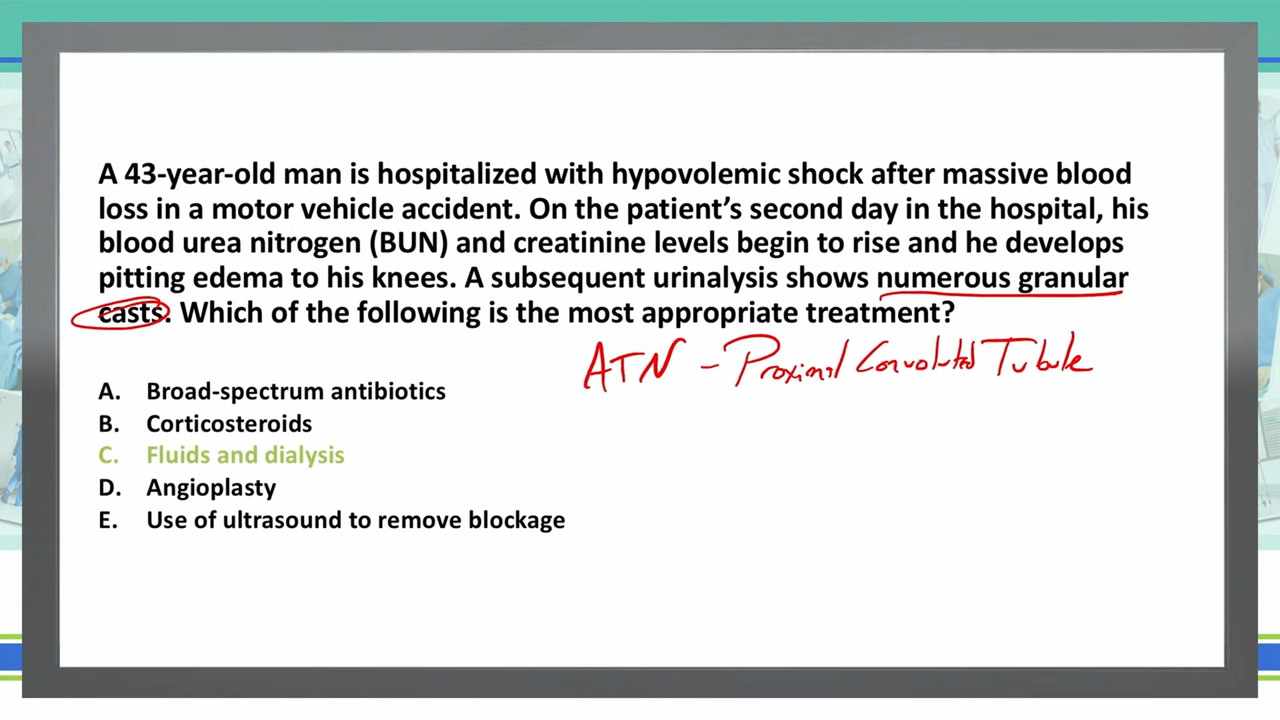 A 43-year-old man is hospitalized with hypovolemic shock after massive blood
loss in a motor vehicle accident. On the patient's second day in the hospital, his
blood urea nitrogen (BUN) and creatinine levels begin to rise and he develops
pitting edema to his knees. A subsequent urinalysis shows numerous granular
casts. Which of the following is the most appropriate treatment?
ATN - Proximal Convoluted Tubule
A. Broad-spectrum antibiotics
B. Corticosteroids
C. Fluids and dialysis
D. Angioplasty
E. Use of ultrasound to remove blockage